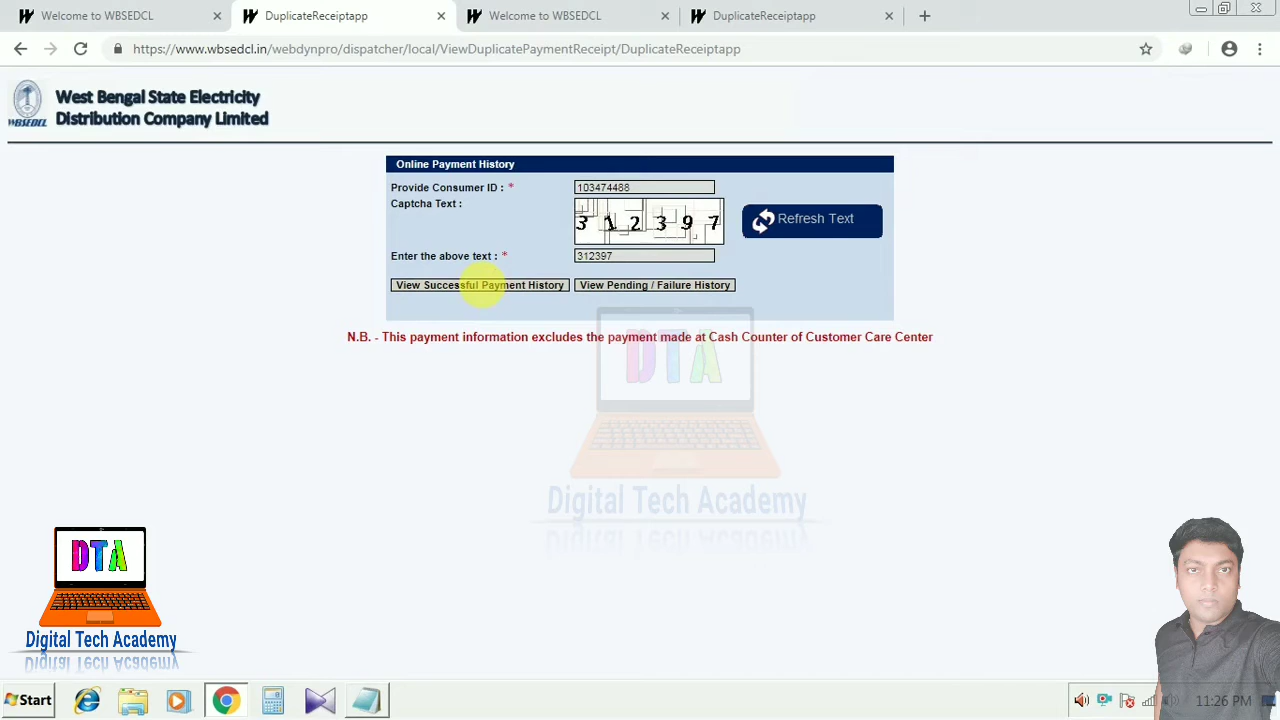 Welcome to WBSEDCL
DuplicateReceiptapp
Welcome to WBSEDCL
DuplicateReceiptapp
https://www.wbsedcl.in/webdynpro/dispatcher/local/ViewDuplicatePaymentReceipt/DuplicateReceiptapp
WBSEDCL
West Bengal State Electricity
Distribution Company Limited
Online Payment History
Provide Consumer ID : * 103474488
Captcha Text : 3 1 2 3 9 7
Refresh Text
Enter the above text : * 312397
View Successful Payment History View Pending / Failure History
N.B. - This payment information excludes the payment made at Cash Counter of Customer Care Center
DTA
Digital Tech Academy
DTA
Digital Tech Academy
Start
11:26 PM